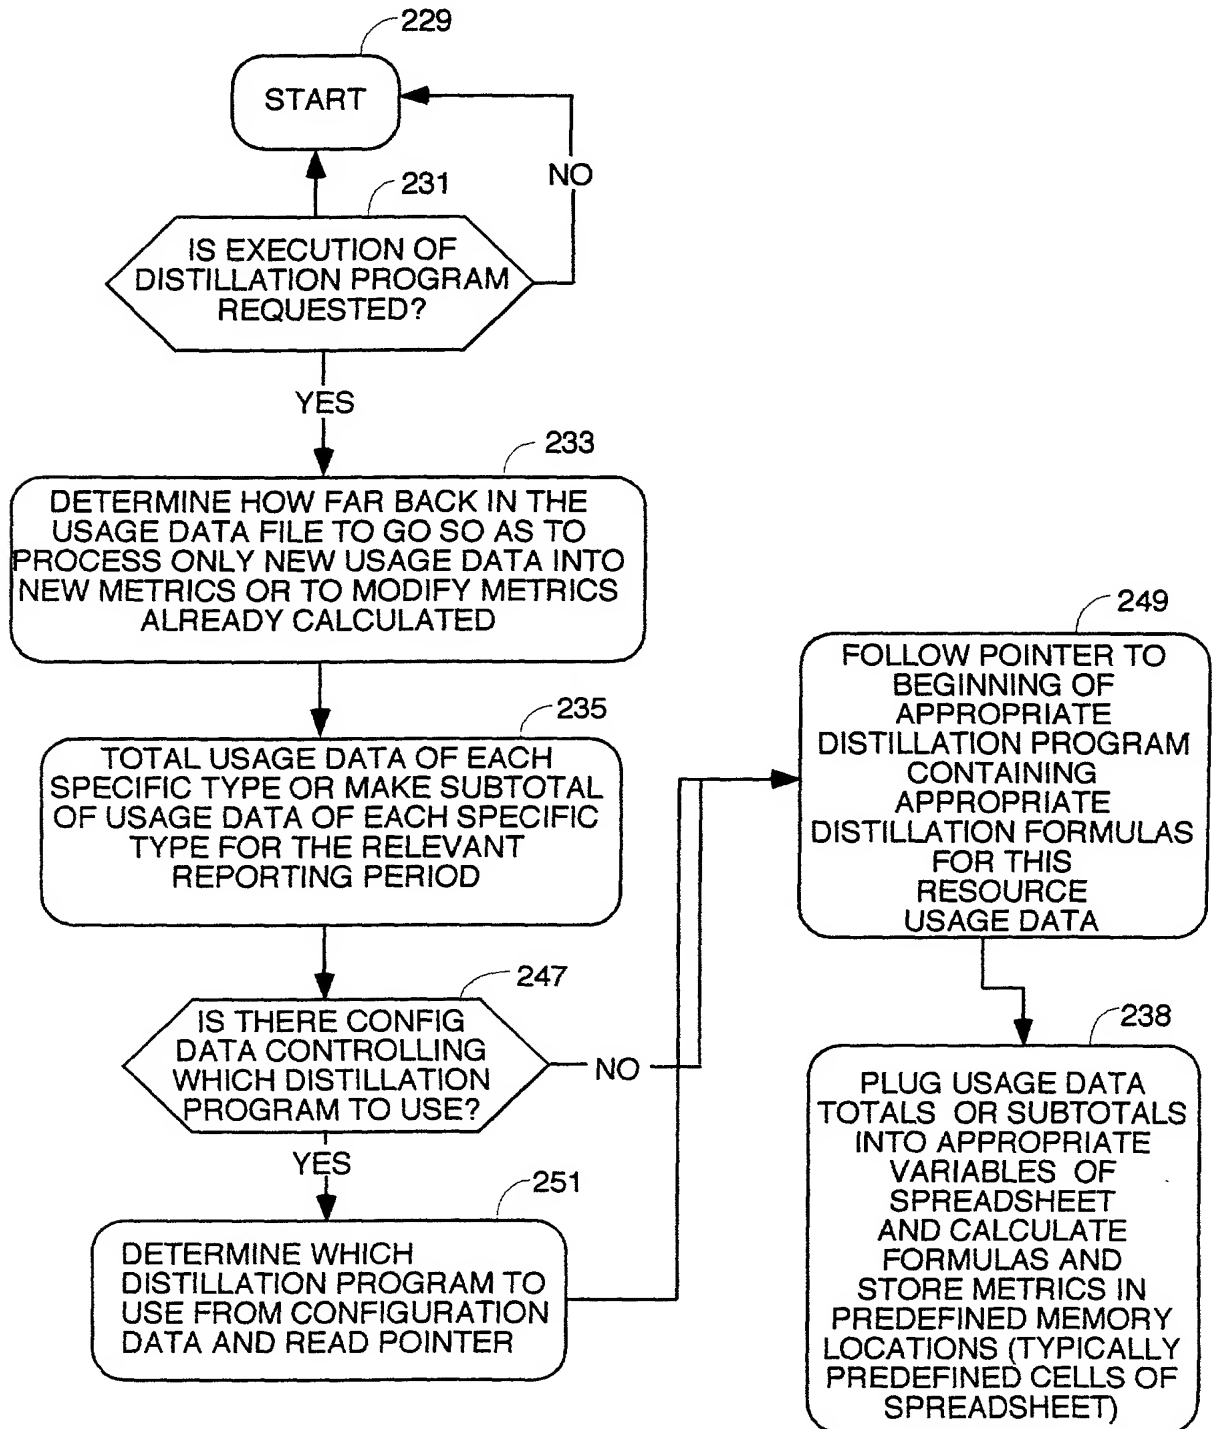 229
START
NO
231
IS EXECUTION OF
DISTILLATION PROGRAM
REQUESTED?
YES
233
DETERMINE HOW FAR BACK IN THE
USAGE DATA FILE TO GO SO AS TO
PROCESS ONLY NEW USAGE DATA INTO
NEW METRICS OR TO MODIFY METRICS
ALREADY CALCULATED
235
TOTAL USAGE DATA OF EACH
SPECIFIC TYPE OR MAKE SUBTOTAL
OF USAGE DATA OF EACH SPECIFIC
TYPE FOR THE RELEVANT
REPORTING PERIOD
247
IS THERE CONFIG
DATA CONTROLLING
WHICH DISTILLATION
PROGRAM TO USE?
NO
YES
251
DETERMINE WHICH
DISTILLATION PROGRAM TO
USE FROM CONFIGURATION
DATA AND READ POINTER
249
FOLLOW POINTER TO
BEGINNING OF
APPROPRIATE
DISTILLATION PROGRAM
CONTAINING
APPROPRIATE
DISTILLATION FORMULAS
FOR THIS
RESOURCE
USAGE DATA
238
PLUG USAGE DATA
TOTALS OR SUBTOTALS
INTO APPROPRIATE
VARIABLES OF
SPREADSHEET
AND CALCULATE
FORMULAS AND
STORE METRICS IN
PREDEFINED MEMORY
LOCATIONS (TYPICALLY
PREDEFINED CELLS OF
SPREADSHEET)